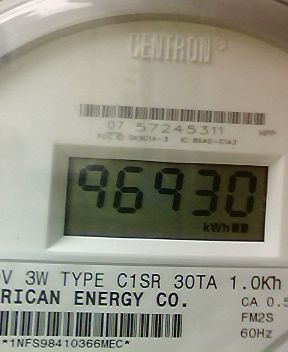 CENTRON®
07 57245311
HPP
96930
kWh
V 3W TYPE C1SR 30TA 1.0Kh
RICAN ENERGY CO.
CA 0.5
FM2S
60Hz
*1NFS98410366MEC*